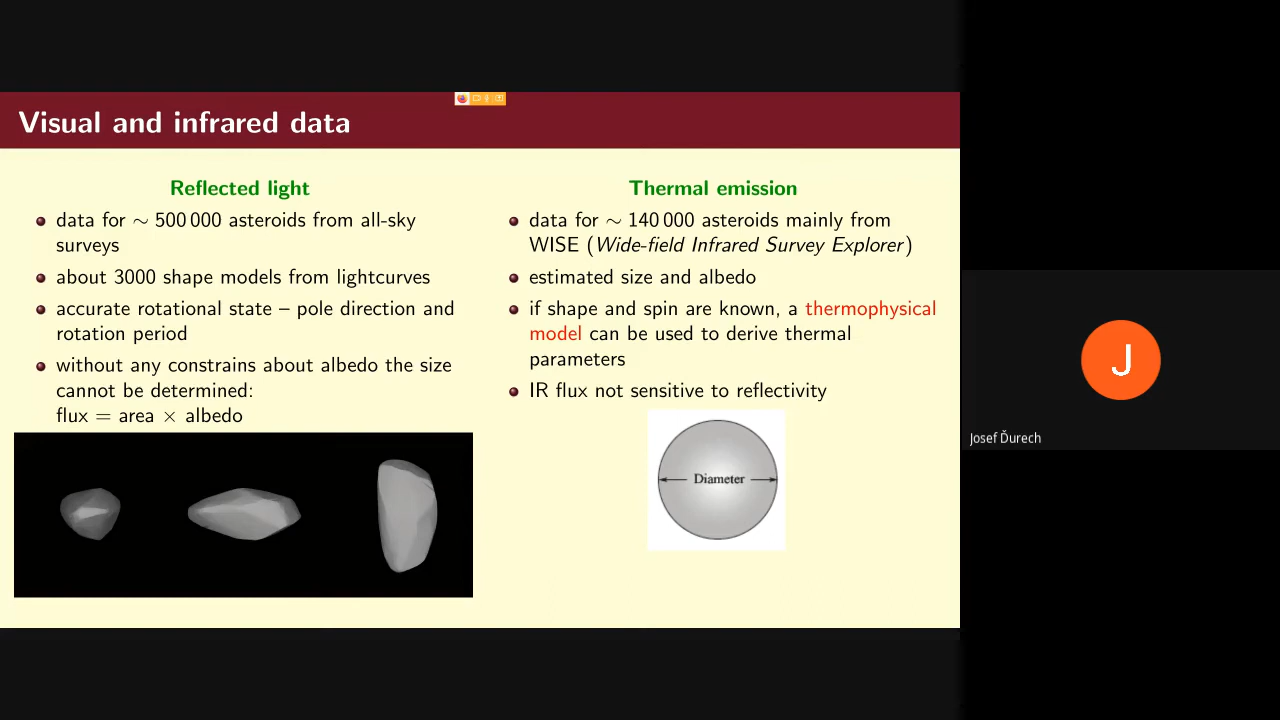 Visual and infrared data
Reflected light
data for ∼ 500 000 asteroids from all-sky
surveys
about 3000 shape models from lightcurves
accurate rotational state – pole direction and
rotation period
without any constrains about albedo the size
cannot be determined:
flux = area × albedo
Thermal emission
data for ∼ 140 000 asteroids mainly from
WISE (Wide-field Infrared Survey Explorer)
estimated size and albedo
if shape and spin are known, a thermophysical
model can be used to derive thermal
parameters
IR flux not sensitive to reflectivity
Diameter
J
Josef Ďurech